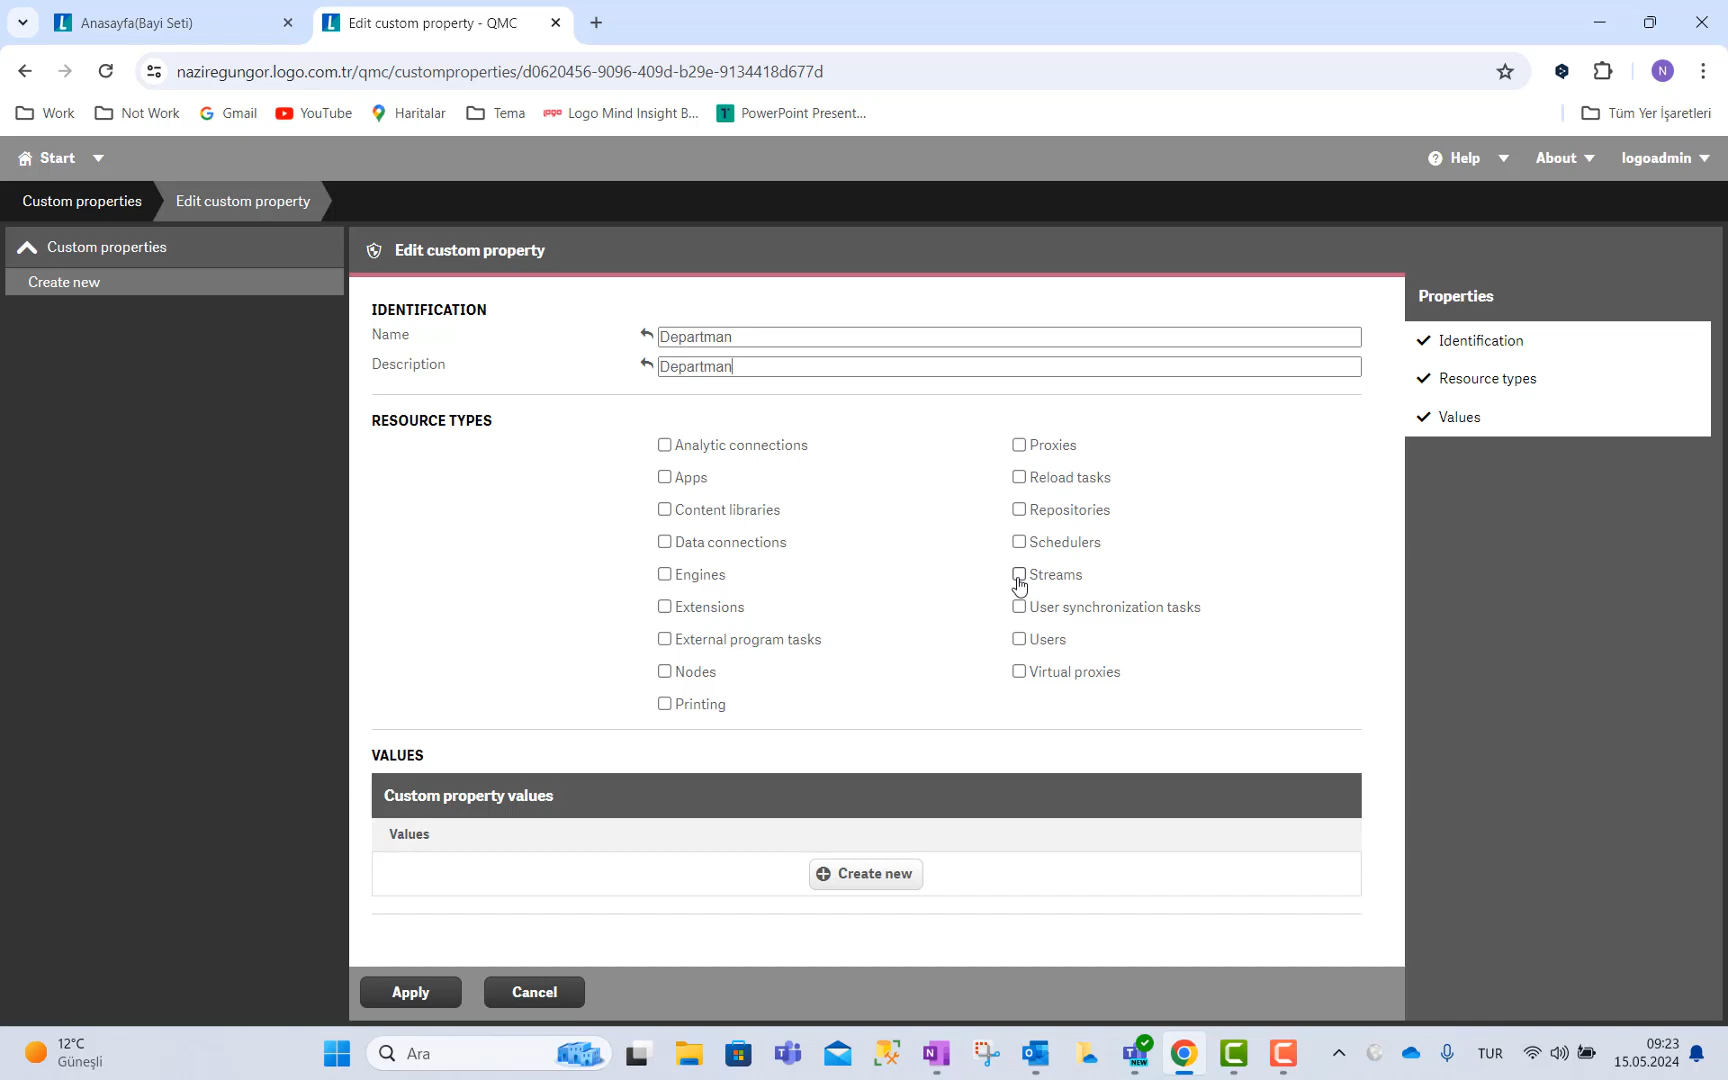 Anasayfa(Bayi Seti)
Edit custom property - QMC
naziregungor.logo.com.tr/qmc/customproperties/d0620456-9096-409d-b29e-9134418d677d
N
Work
Not Work
Gmail
YouTube
Haritalar
Tema
Logo Mind Insight B...
PowerPoint Present...
Tüm Yer İşaretleri
Start
Help
About
logoadmin
Custom properties
Edit custom property
Custom properties
Create new
Edit custom property
IDENTIFICATION
Name
Departman
Description
Departman
RESOURCE TYPES
Analytic connections
Proxies
Apps
Reload tasks
Content libraries
Repositories
Data connections
Schedulers
Engines
Streams
Extensions
User synchronization tasks
External program tasks
Users
Nodes
Virtual proxies
Printing
VALUES
Custom property values
Values
Create new
Apply
Cancel
Properties
Identification
Resource types
Values
12°C
Güneşli
Ara
NEW
TUR
09:23
15.05.2024